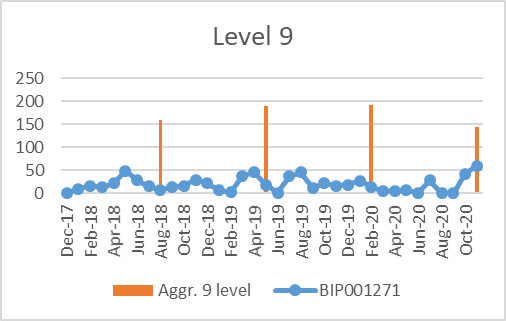 Level 9
250
200
150
100
50
0
Dec-17
Feb-18
Apr-18
Jun-18
Aug-18
Oct-18
Dec-18
Feb-19
Apr-19
Jun-19
Aug-19
Oct-19
Dec-19
Feb-20
Apr-20
Jun-20
Aug-20
Oct-20
Aggr. 9 level
BIP001271